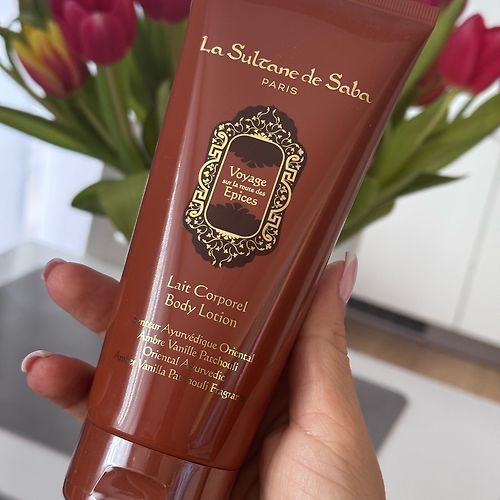 La Sultane de Saba
PARIS
Voyage
sur la route des
Epices
Lait Corporel
Body Lotion
Ayurvédique Oriental
Ambre Vanille Patchouli
Oriental Ayurvedic
Amber Vanilla Patchouli Fragrance